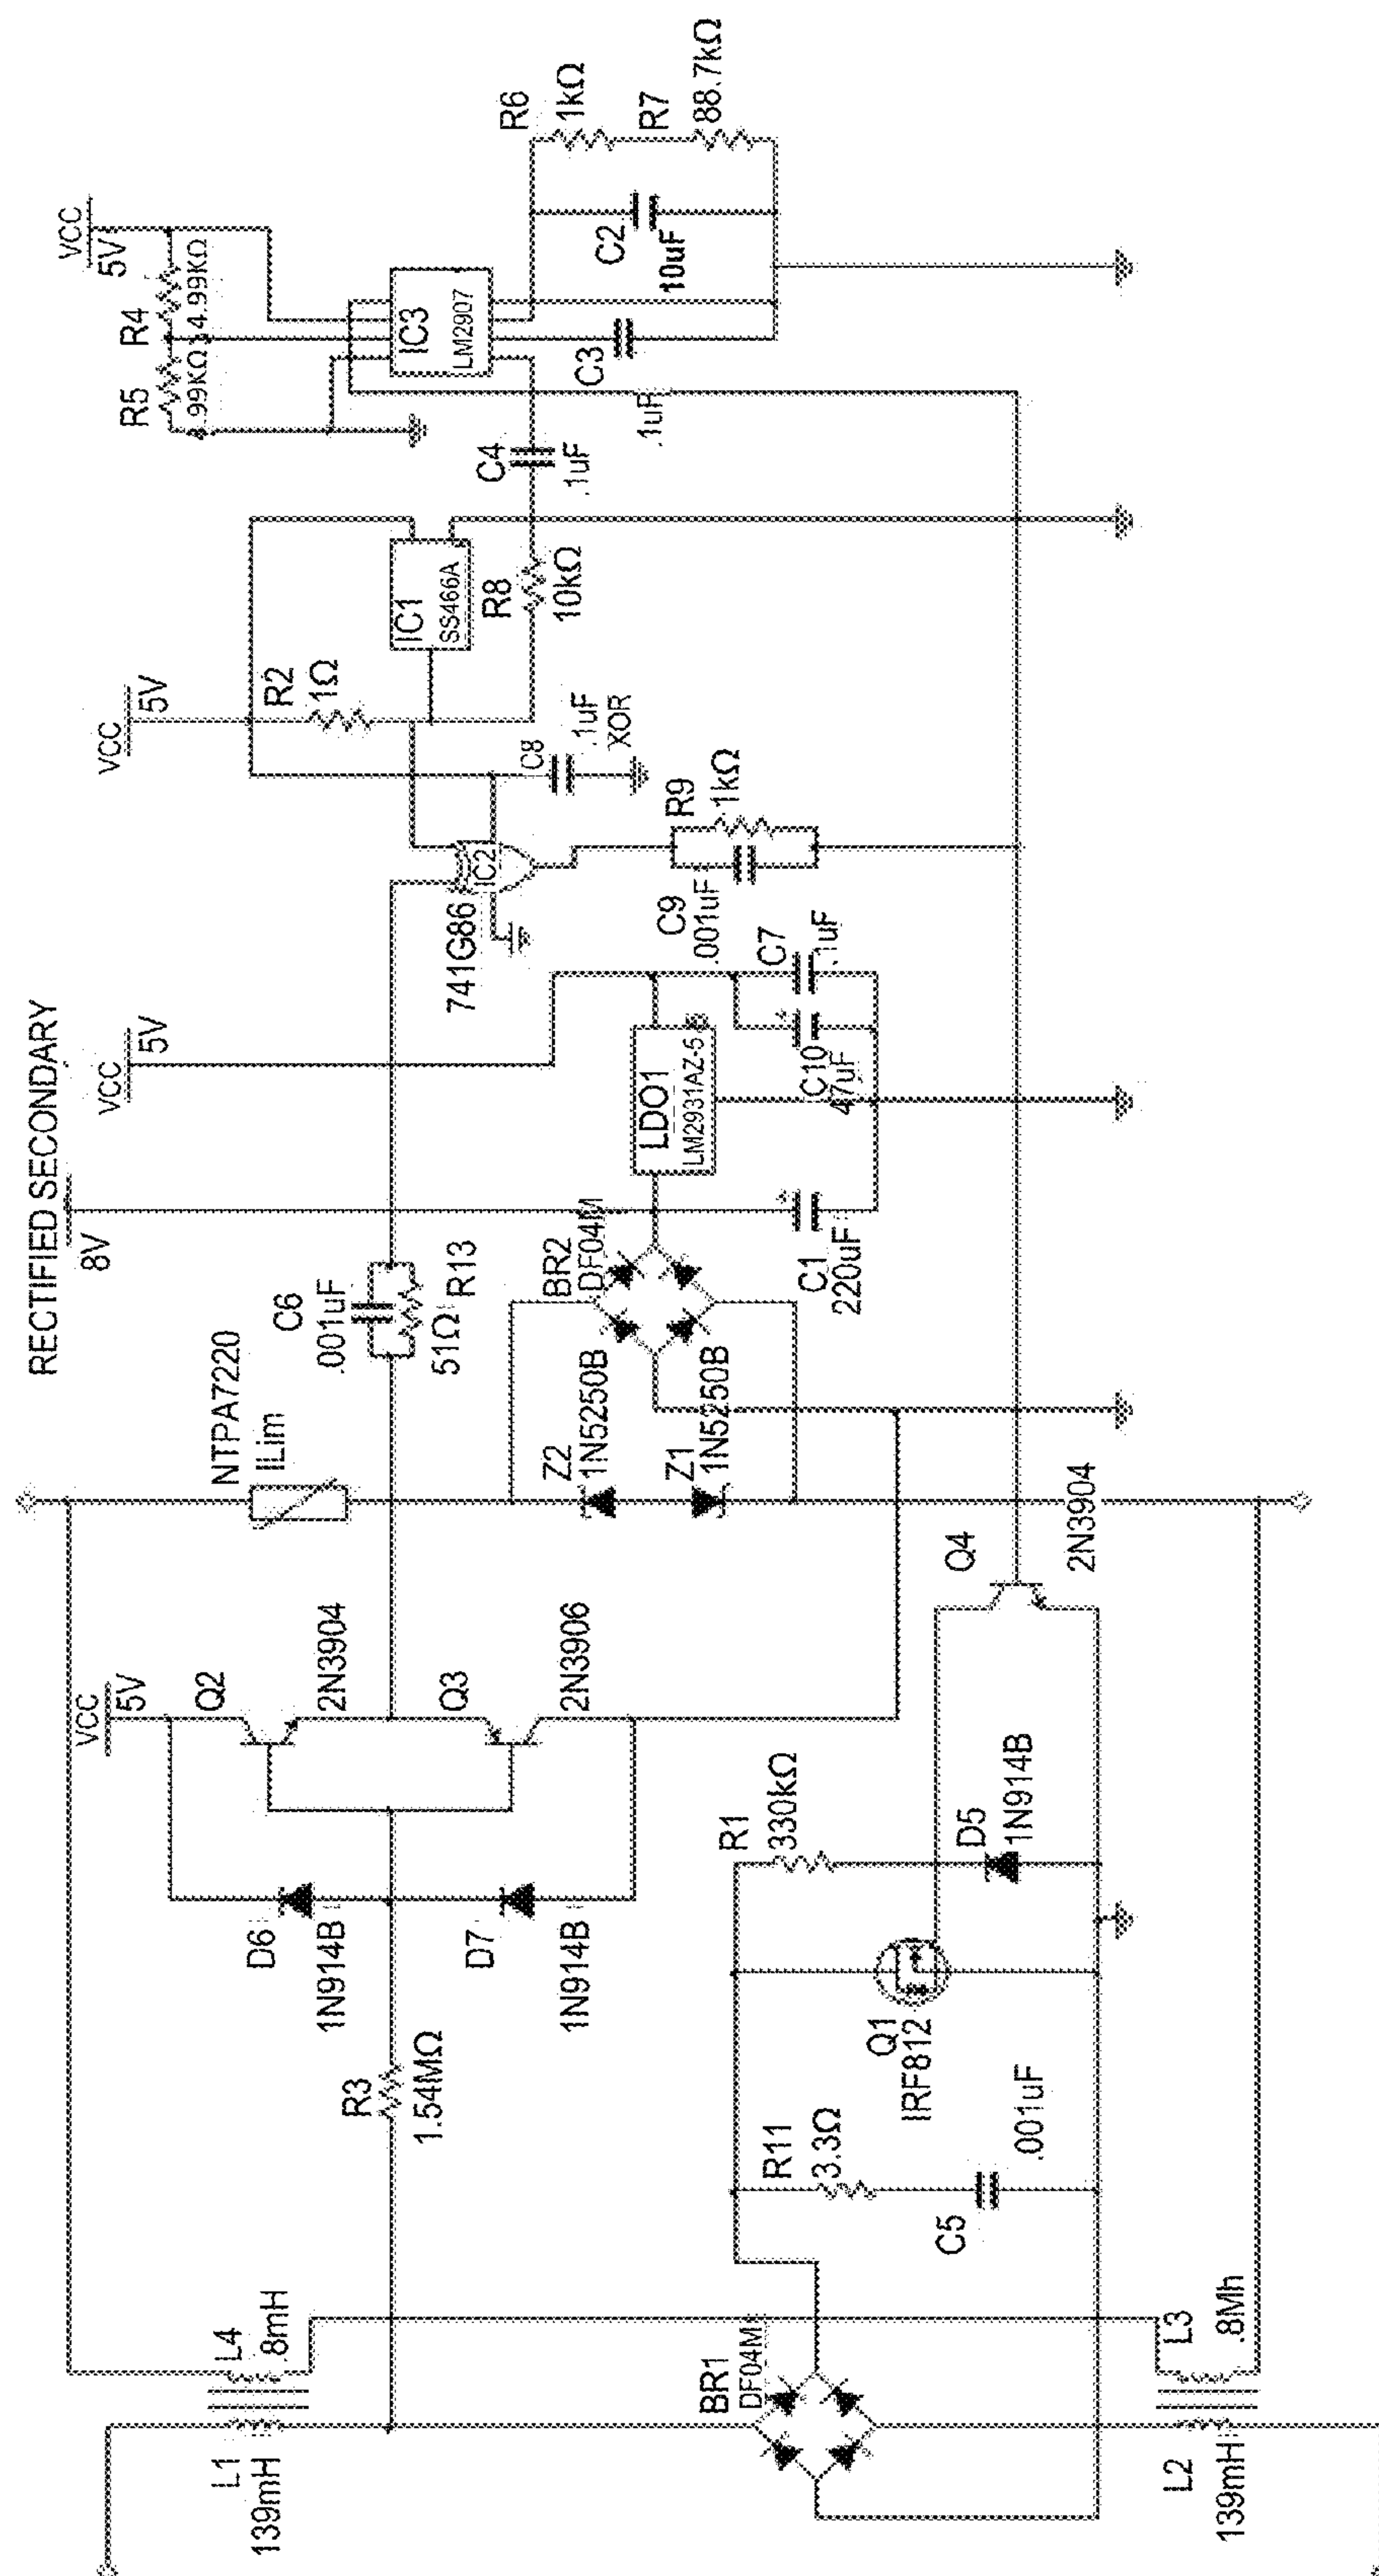 RECTIFIED SECONDARY
8V
VCC
5V
VCC
5V
VCC
5V
VCC
5V
L1
139mH
L4
.8mH
R3
1.54MΩ
D6
1N914B
D7
1N914B
Q2
2N3904
Q3
2N3906
NTPA7220
ILim
C6
.001uF
51Ω
R13
741G86
IC2
R2
1Ω
IC1
SS466A
R8
10kΩ
C4
.1uF
R5
.99KΩ
R4
14.99KΩ
IC3
LM2907
R6
1kΩ
R7
88.7kΩ
C2
10uF
C3
.1uF
C8
.1uF
XOR
R9
1kΩ
C9
.001uF
C7
.1uF
C10
47uF
LDO1
LM2931AZ-5
BR2
DF04M
C1
220uF
Z2
1N5250B
Z1
1N5250B
Q4
2N3904
R1
330kΩ
D5
1N914B
Q1
IRF812
R11
3.3Ω
C5
.001uF
BR1
DF04M
L2
139mH
L3
.8Mh